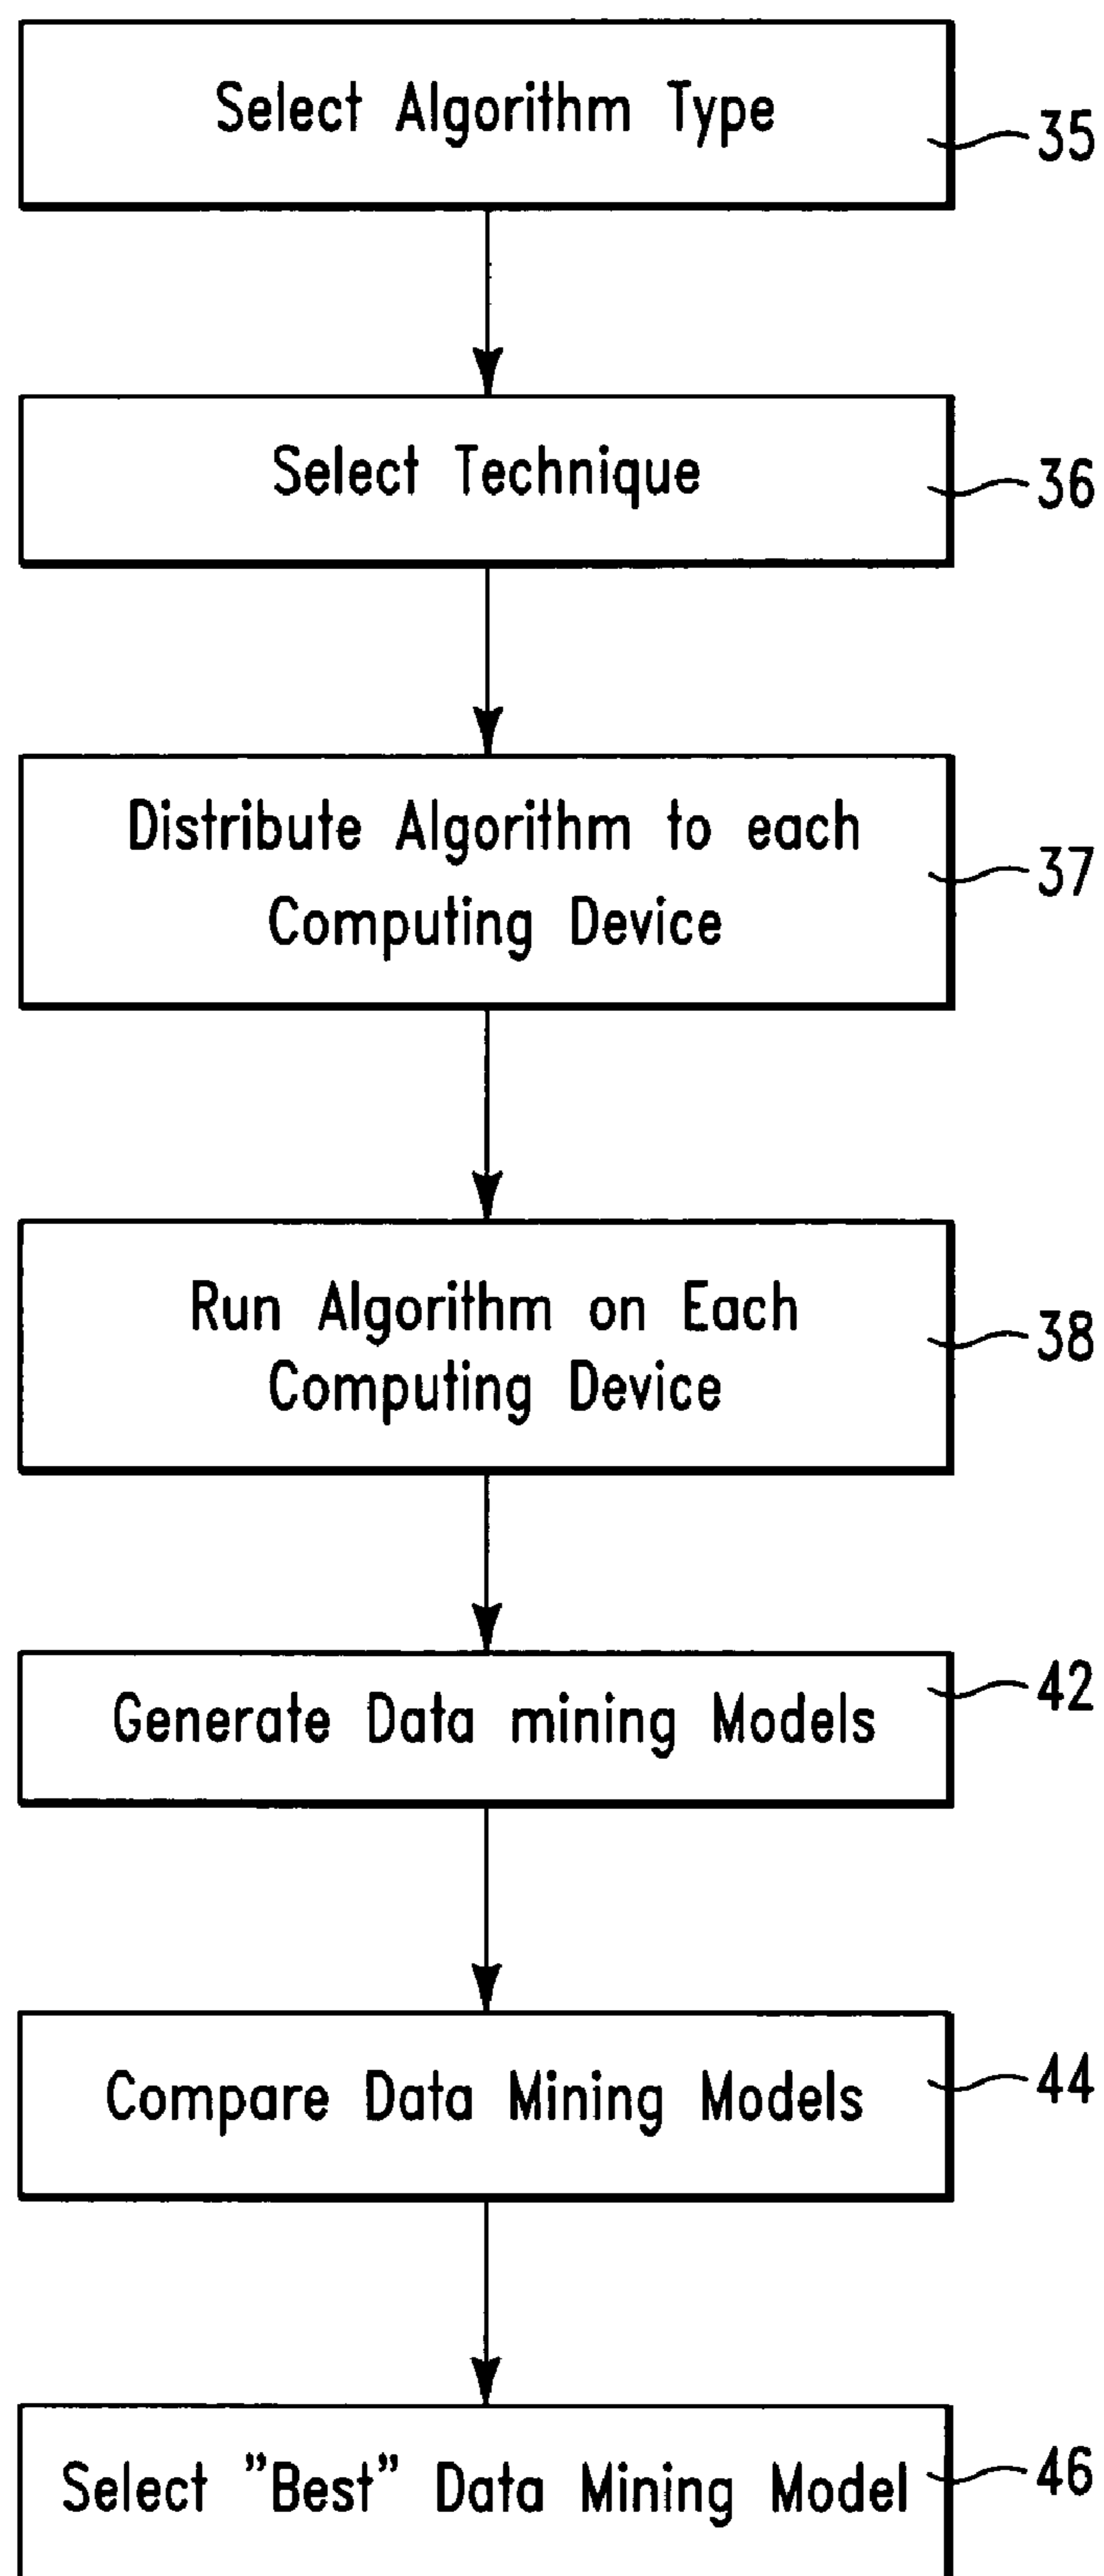 Select Algorithm Type
35
Select Technique
36
Distribute Algorithm to each
Computing Device
37
Run Algorithm on Each
Computing Device
38
Generate Data mining Models
42
Compare Data Mining Models
44
Select "Best" Data Mining Model
46